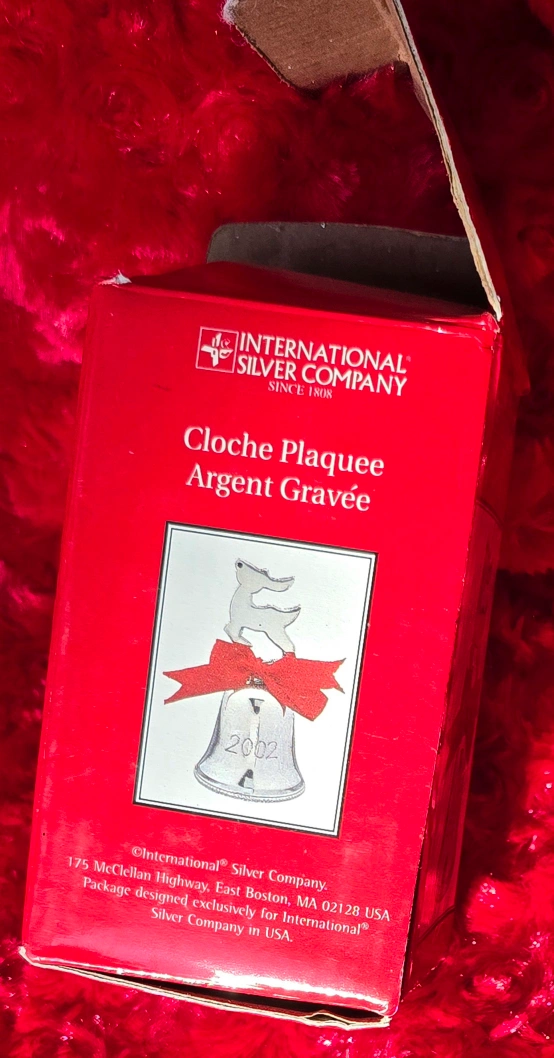 INTERNATIONAL®
SILVER COMPANY
SINCE 1808
Cloche Plaquee
Argent Gravée
2002
©International® Silver Company.
175 McClellan Highway, East Boston, MA 02128 USA
Package designed exclusively for International®
Silver Company in USA.